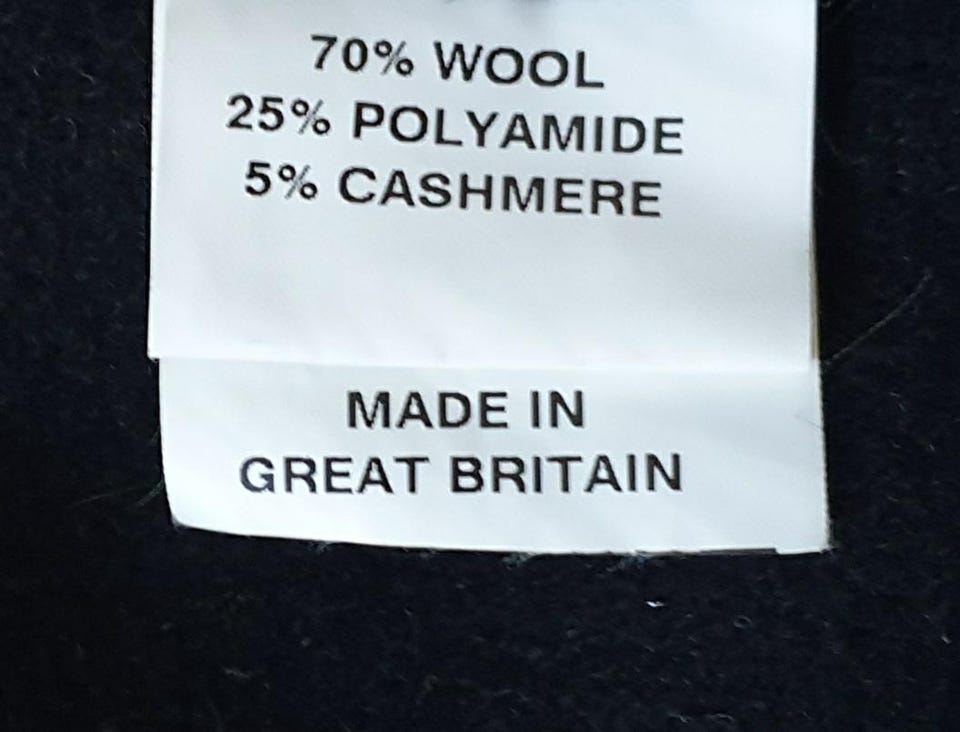 70% WOOL
25% POLYAMIDE
5% CASHMERE
MADE IN
GREAT BRITAIN